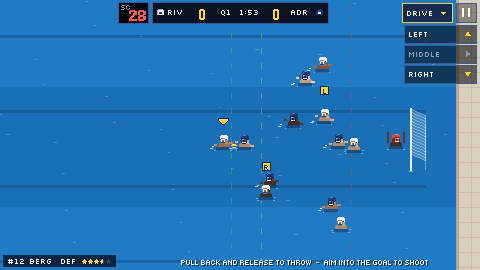 SC 28
RIV 0 Q1 1:53 0 ADR
DRIVE
LEFT
MIDDLE
RIGHT
L
R
#12 BERG DEF
PULL BACK AND RELEASE TO THROW - AIM INTO THE GOAL TO SHOOT